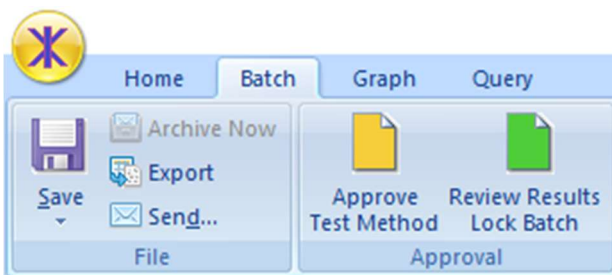 Home Batch Graph Query
Archive Now
Export
Save
Send...
Approve Test Method
Review Results Lock Batch
File
Approval